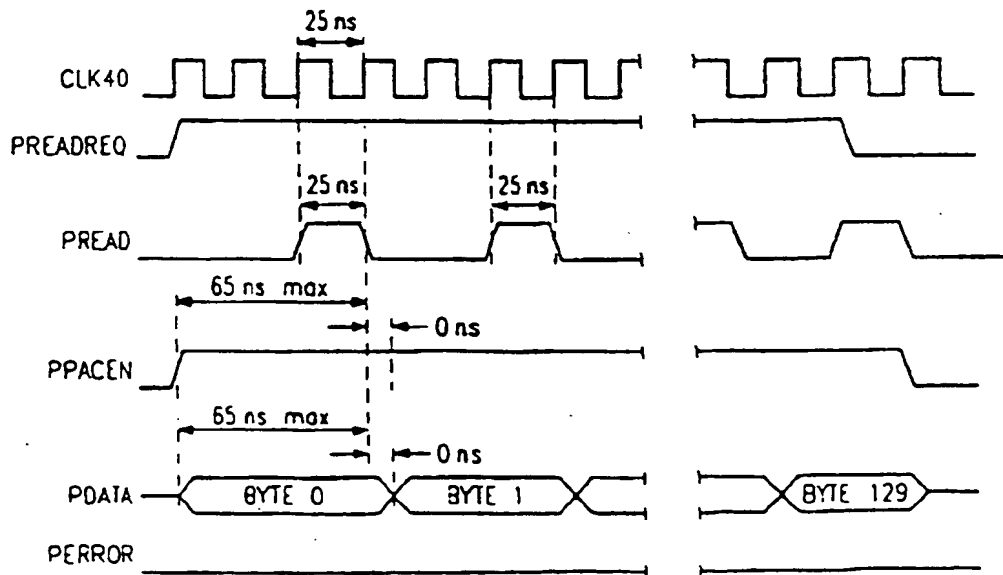 25 ns
CLK40
PREADREQ
25 ns
25 ns
PREAD
65 ns max
0 ns
PPACEN
65 ns max
0 ns
PDATA
BYTE 0
BYTE 1
BYTE 129
PERROR